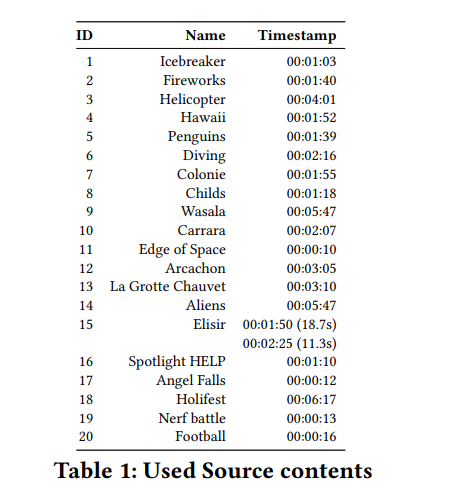 ID Name Timestamp
1 Icebreaker 00:01:03
2 Fireworks 00:01:40
3 Helicopter 00:04:01
4 Hawaii 00:01:52
5 Penguins 00:01:39
6 Diving 00:02:16
7 Colonie 00:01:55
8 Childs 00:01:18
9 Wasala 00:05:47
10 Carrara 00:02:07
11 Edge of Space 00:00:10
12 Arcachon 00:03:05
13 La Grotte Chauvet 00:03:10
14 Aliens 00:05:47
15 Elisir 00:01:50 (18.7s)
00:02:25 (11.3s)
16 Spotlight HELP 00:01:10
17 Angel Falls 00:00:12
18 Holifest 00:06:17
19 Nerf battle 00:00:13
20 Football 00:00:16
Table 1: Used Source contents